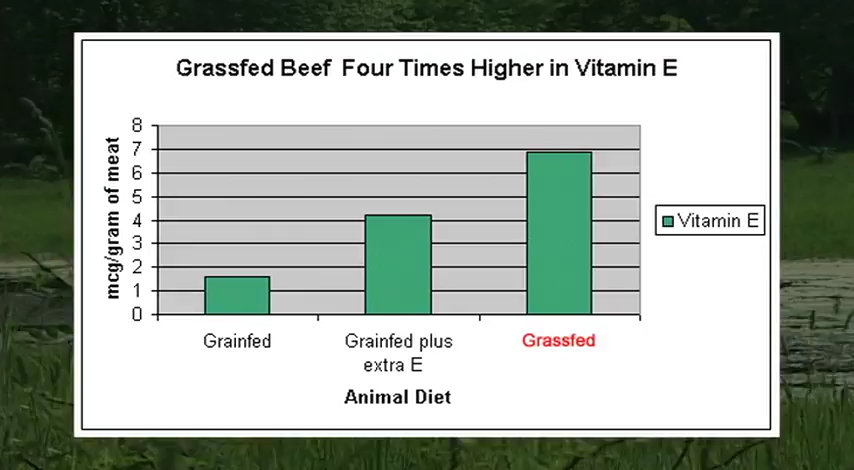 Grassfed Beef Four Times Higher in Vitamin E
mcg/gram of meat
8
7
6
5
4
3
2
1
0
Vitamin E
Grainfed
Grainfed plus
extra E
Grassfed
Animal Diet